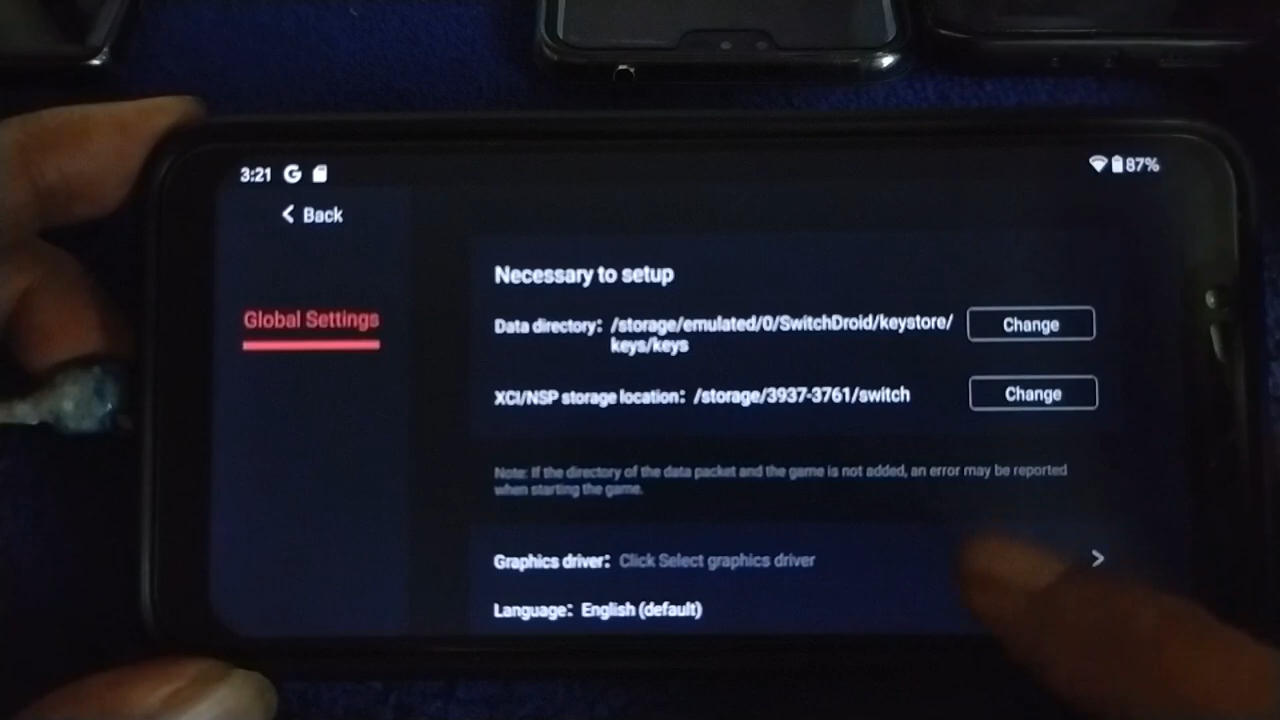 3:21
87%
Back
Global Settings
Necessary to setup
Data directory: /storage/emulated/0/SwitchDroid/keystore/
keys/keys
Change
XCI/NSP storage location: /storage/3937-3761/switch
Change
Note: If the directory of the data packet and the game is not added, an error may be reported
when starting the game.
Graphics driver: Click Select graphics driver
Language: English (default)